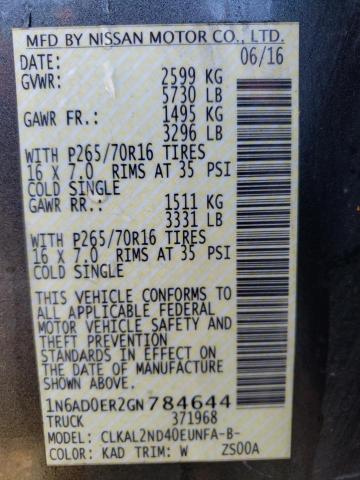 MFD BY NISSAN MOTOR CO., LTD.
DATE: 06/16
GVWR: 2599 KG
5730 LB
GAWR FR.: 1495 KG
3296 LB
WITH P265/70R16 TIRES
16 X 7.0 RIMS AT 35 PSI
COLD SINGLE
GAWR RR.: 1511 KG
3331 LB
WITH P265/70R16 TIRES
16 X 7.0 RIMS AT 35 PSI
COLD SINGLE
THIS VEHICLE CONFORMS TO
ALL APPLICABLE FEDERAL
MOTOR VEHICLE SAFETY AND
THEFT PREVENTION
STANDARDS IN EFFECT ON
THE DATE OF MANUFACTURE
SHOWN ABOVE.
1N6AD0ER2GN784644
TRUCK 371968
MODEL: CLKAL2ND40EUNFA-B-
COLOR: KAD TRIM: W ZS00A